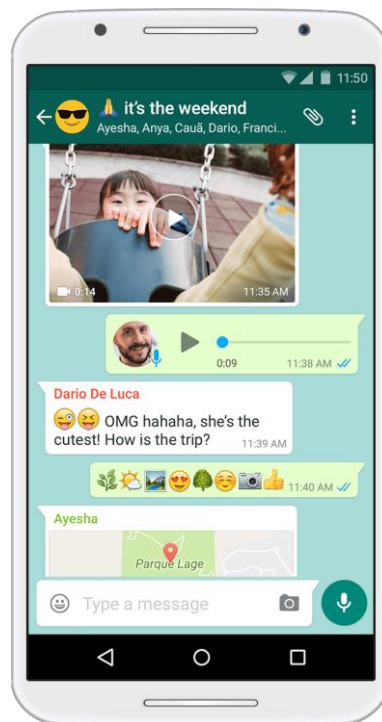 11:50
🙏 it's the weekend
Ayesha, Anya, Cauã, Dario, Franci...
0:14 11:35 AM
0:09 11:38 AM
Dario De Luca
😜😝 OMG hahaha, she's the
cutest! How is the trip? 11:39 AM
🌿🌤️🏞️😍🌳☺️📷👍 11:40 AM
Ayesha
Parque Lage
Type a message